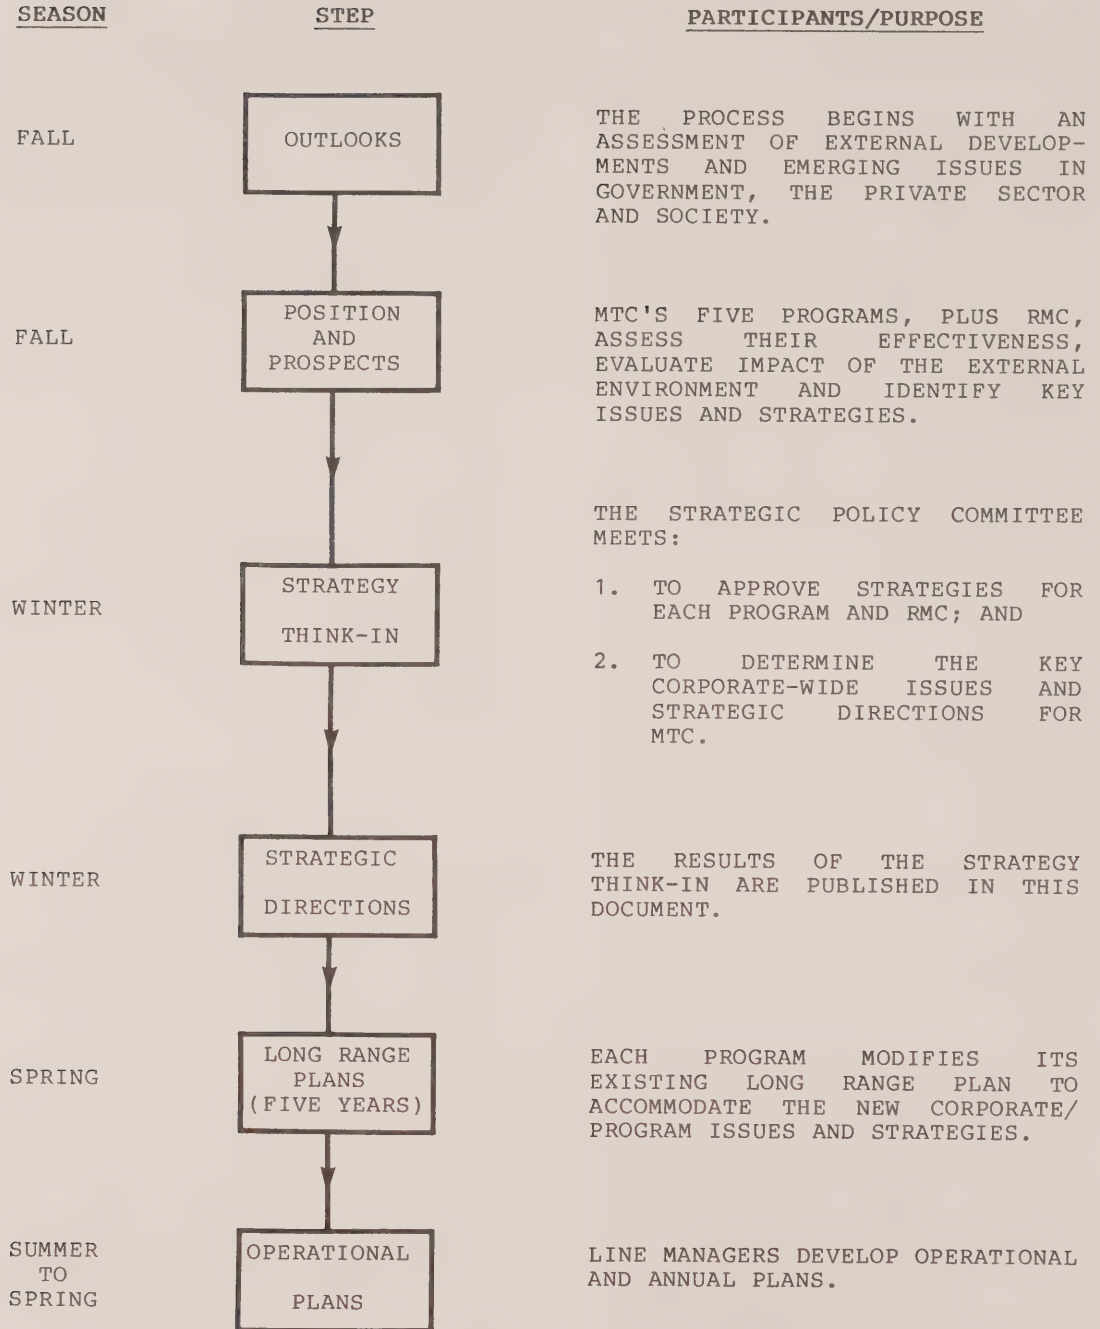 SEASON STEP PARTICIPANTS/PURPOSE
FALL
OUTLOOKS
THE PROCESS BEGINS WITH AN
ASSESSMENT OF EXTERNAL DEVELOP-
MENTS AND EMERGING ISSUES IN
GOVERNMENT, THE PRIVATE SECTOR
AND SOCIETY.
FALL
POSITION
AND
PROSPECTS
MTC'S FIVE PROGRAMS, PLUS RMC,
ASSESS THEIR EFFECTIVENESS,
EVALUATE IMPACT OF THE EXTERNAL
ENVIRONMENT AND IDENTIFY KEY
ISSUES AND STRATEGIES.
WINTER
STRATEGY
THINK-IN
THE STRATEGIC POLICY COMMITTEE
MEETS:
1. TO APPROVE STRATEGIES FOR
EACH PROGRAM AND RMC; AND
2. TO DETERMINE THE KEY
CORPORATE-WIDE ISSUES AND
STRATEGIC DIRECTIONS FOR
MTC.
WINTER
STRATEGIC
DIRECTIONS
THE RESULTS OF THE STRATEGY
THINK-IN ARE PUBLISHED IN THIS
DOCUMENT.
SPRING
LONG RANGE
PLANS
(FIVE YEARS)
EACH PROGRAM MODIFIES ITS
EXISTING LONG RANGE PLAN TO
ACCOMMODATE THE NEW CORPORATE/
PROGRAM ISSUES AND STRATEGIES.
SUMMER
TO
SPRING
OPERATIONAL
PLANS
LINE MANAGERS DEVELOP OPERATIONAL
AND ANNUAL PLANS.